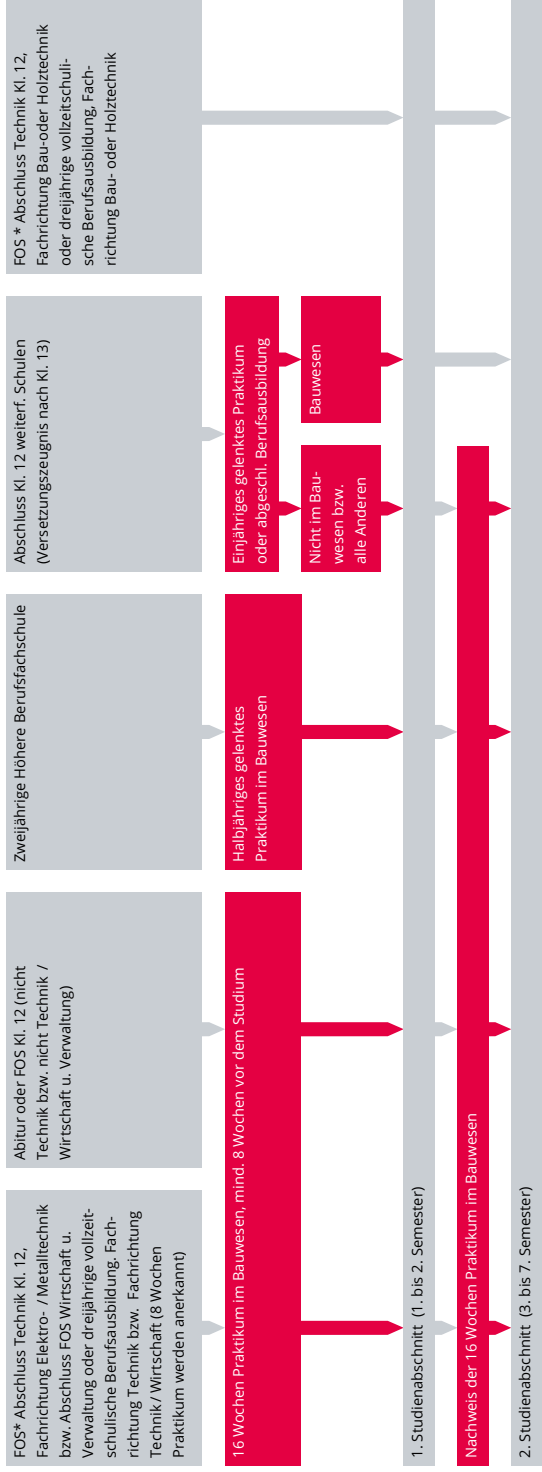 FOS* Abschluss Technik Kl. 12,
Fachrichtung Elektro- / Metalltechnik
bzw. Abschluss FOS Wirtschaft u.
Verwaltung oder dreijährige vollzeit-
schulische Berufsausbildung, Fach-
richtung Technik bzw. Fachrichtung
Technik/ Wirtschaft (8 Wochen
Praktikum werden anerkannt)
Abitur oder FOS Kl. 12 (nicht
Technik bzw. nicht Technik /
Wirtschaft u. Verwaltung)
Zweijährige Höhere Berufsfachschule
Abschluss Kl. 12 weiterf. Schulen
(Versetzungszeugnis nach Kl. 13)
FOS * Abschluss Technik Kl. 12,
Fachrichtung Bau-oder Holztechnik
oder dreijährige vollzeitschuli-
sche Berufsausbildung, Fach-
richtung Bau- oder Holztechnik
16 Wochen Praktikum im Bauwesen, mind. 8 Wochen vor dem Studium
Halbjähriges gelenktes
Praktikum im Bauwesen
Einjähriges gelenktes Praktikum
oder abgeschl. Berufsausbildung
Nicht im Bau-
wesen bzw.
alle Anderen
Bauwesen
1. Studienabschnitt (1. bis 2. Semester)
Nachweis der 16 Wochen Praktikum im Bauwesen
2. Studienabschnitt (3. bis 7. Semester)